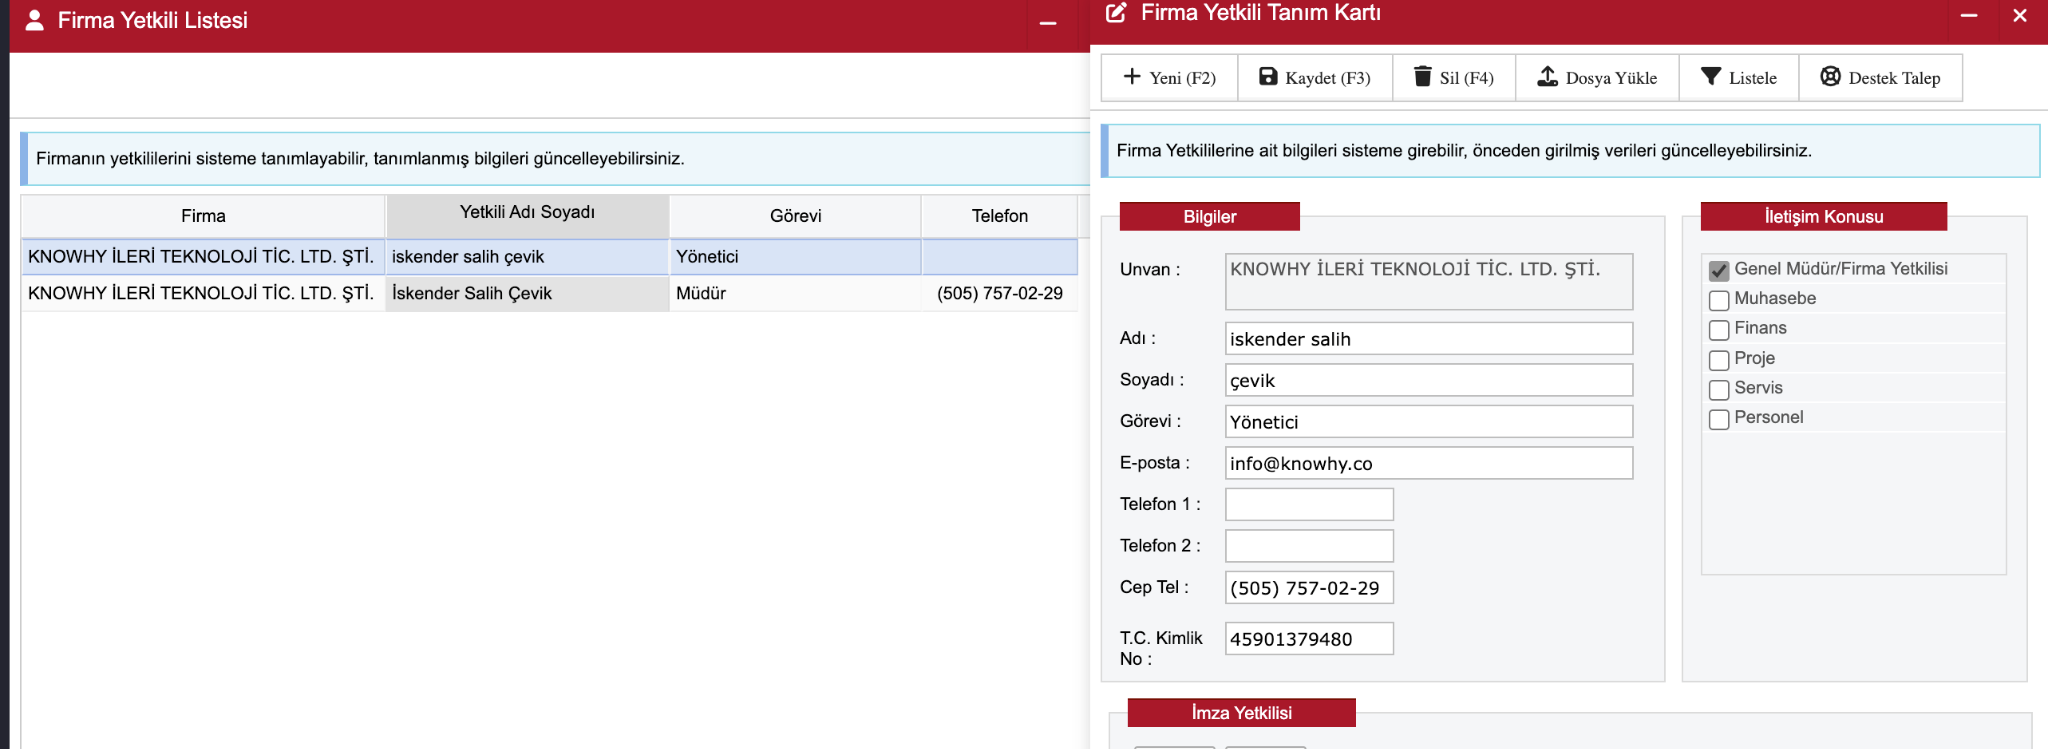 Firma Yetkili Listesi
Firmanın yetkililerini sisteme tanımlayabilir, tanımlanmış bilgileri güncelleyebilirsiniz.
Firma Yetkili Adı Soyadı Görevi Telefon
KNOWHY İLERİ TEKNOLOJİ TİC. LTD. ŞTİ. iskender salih çevik Yönetici
KNOWHY İLERİ TEKNOLOJİ TİC. LTD. ŞTİ. İskender Salih Çevik Müdür (505) 757-02-29
Firma Yetkili Tanım Kartı
Yeni (F2) Kaydet (F3) Sil (F4) Dosya Yükle Listele Destek Talep
Firma Yetkililerine ait bilgileri sisteme girebilir, önceden girilmiş verileri güncelleyebilirsiniz.
Bilgiler
Unvan : KNOWHY İLERİ TEKNOLOJİ TİC. LTD. ŞTİ.
Adı : iskender salih
Soyadı : çevik
Görevi : Yönetici
E-posta : info@knowhy.co
Telefon 1 :
Telefon 2 :
Cep Tel : (505) 757-02-29
T.C. Kimlik
No : 45901379480
İletişim Konusu
Genel Müdür/Firma Yetkilisi
Muhasebe
Finans
Proje
Servis
Personel
İmza Yetkilisi